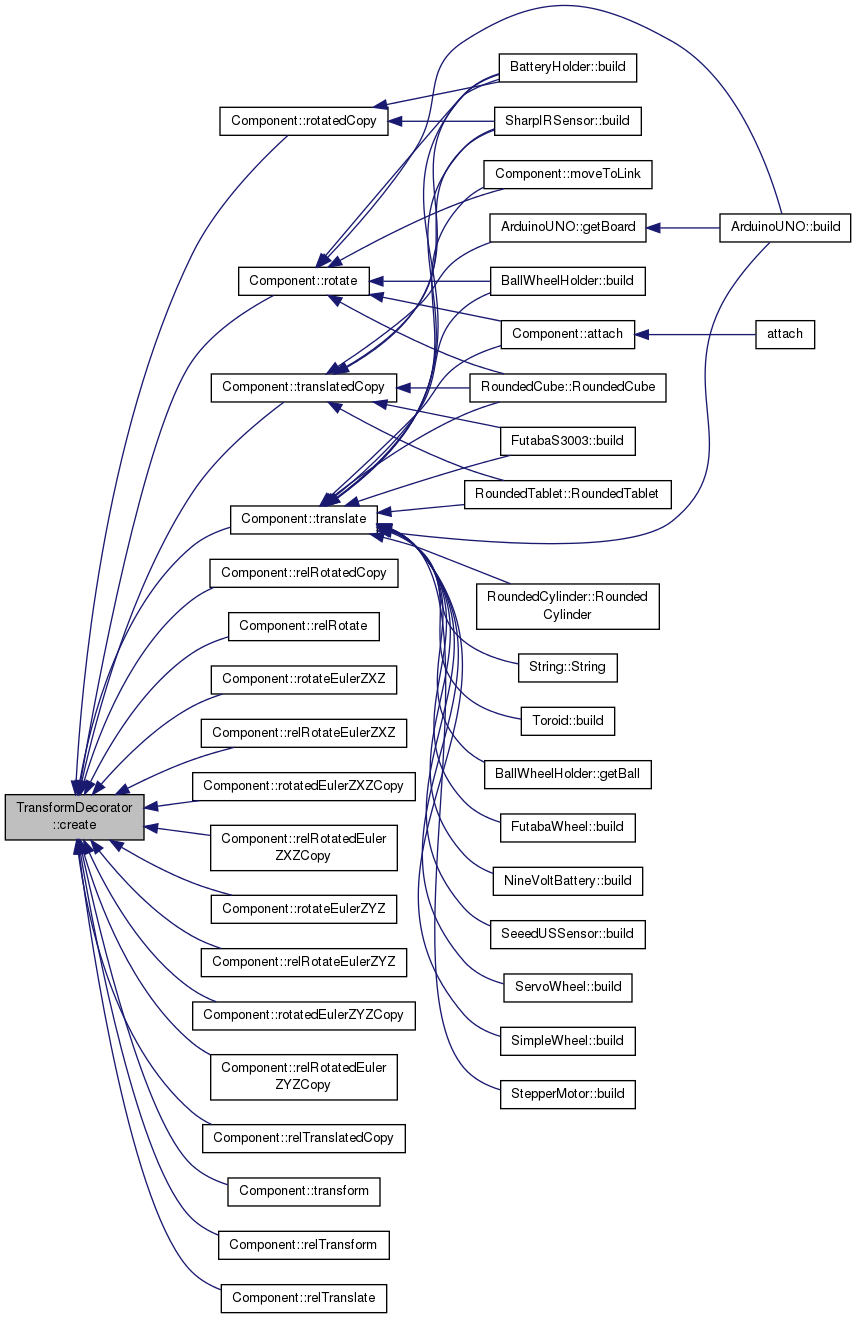 BatteryHolder::build
Component::rotatedCopy
SharpIRSensor::build
Component::moveToLink
ArduinoUNO::getBoard
ArduinoUNO::build
Component::rotate
BallWheelHolder::build
Component::attach
attach
Component::translatedCopy
RoundedCube::RoundedCube
FutabaS3003::build
RoundedTablet::RoundedTablet
Component::translate
Component::relRotatedCopy
RoundedCylinder::Rounded
Cylinder
Component::relRotate
String::String
Component::rotateEulerZXZ
Toroid::build
Component::relRotateEulerZXZ
BallWheelHolder::getBall
Component::rotatedEulerZXZCopy
TransformDecorator
::create
FutabaWheel::build
Component::relRotatedEuler
ZXZCopy
NineVoltBattery::build
Component::rotateEulerZYZ
SeeedUSSensor::build
Component::relRotateEulerZYZ
ServoWheel::build
Component::rotatedEulerZYZCopy
SimpleWheel::build
Component::relRotatedEuler
ZYZCopy
StepperMotor::build
Component::relTranslatedCopy
Component::transform
Component::relTransform
Component::relTranslate